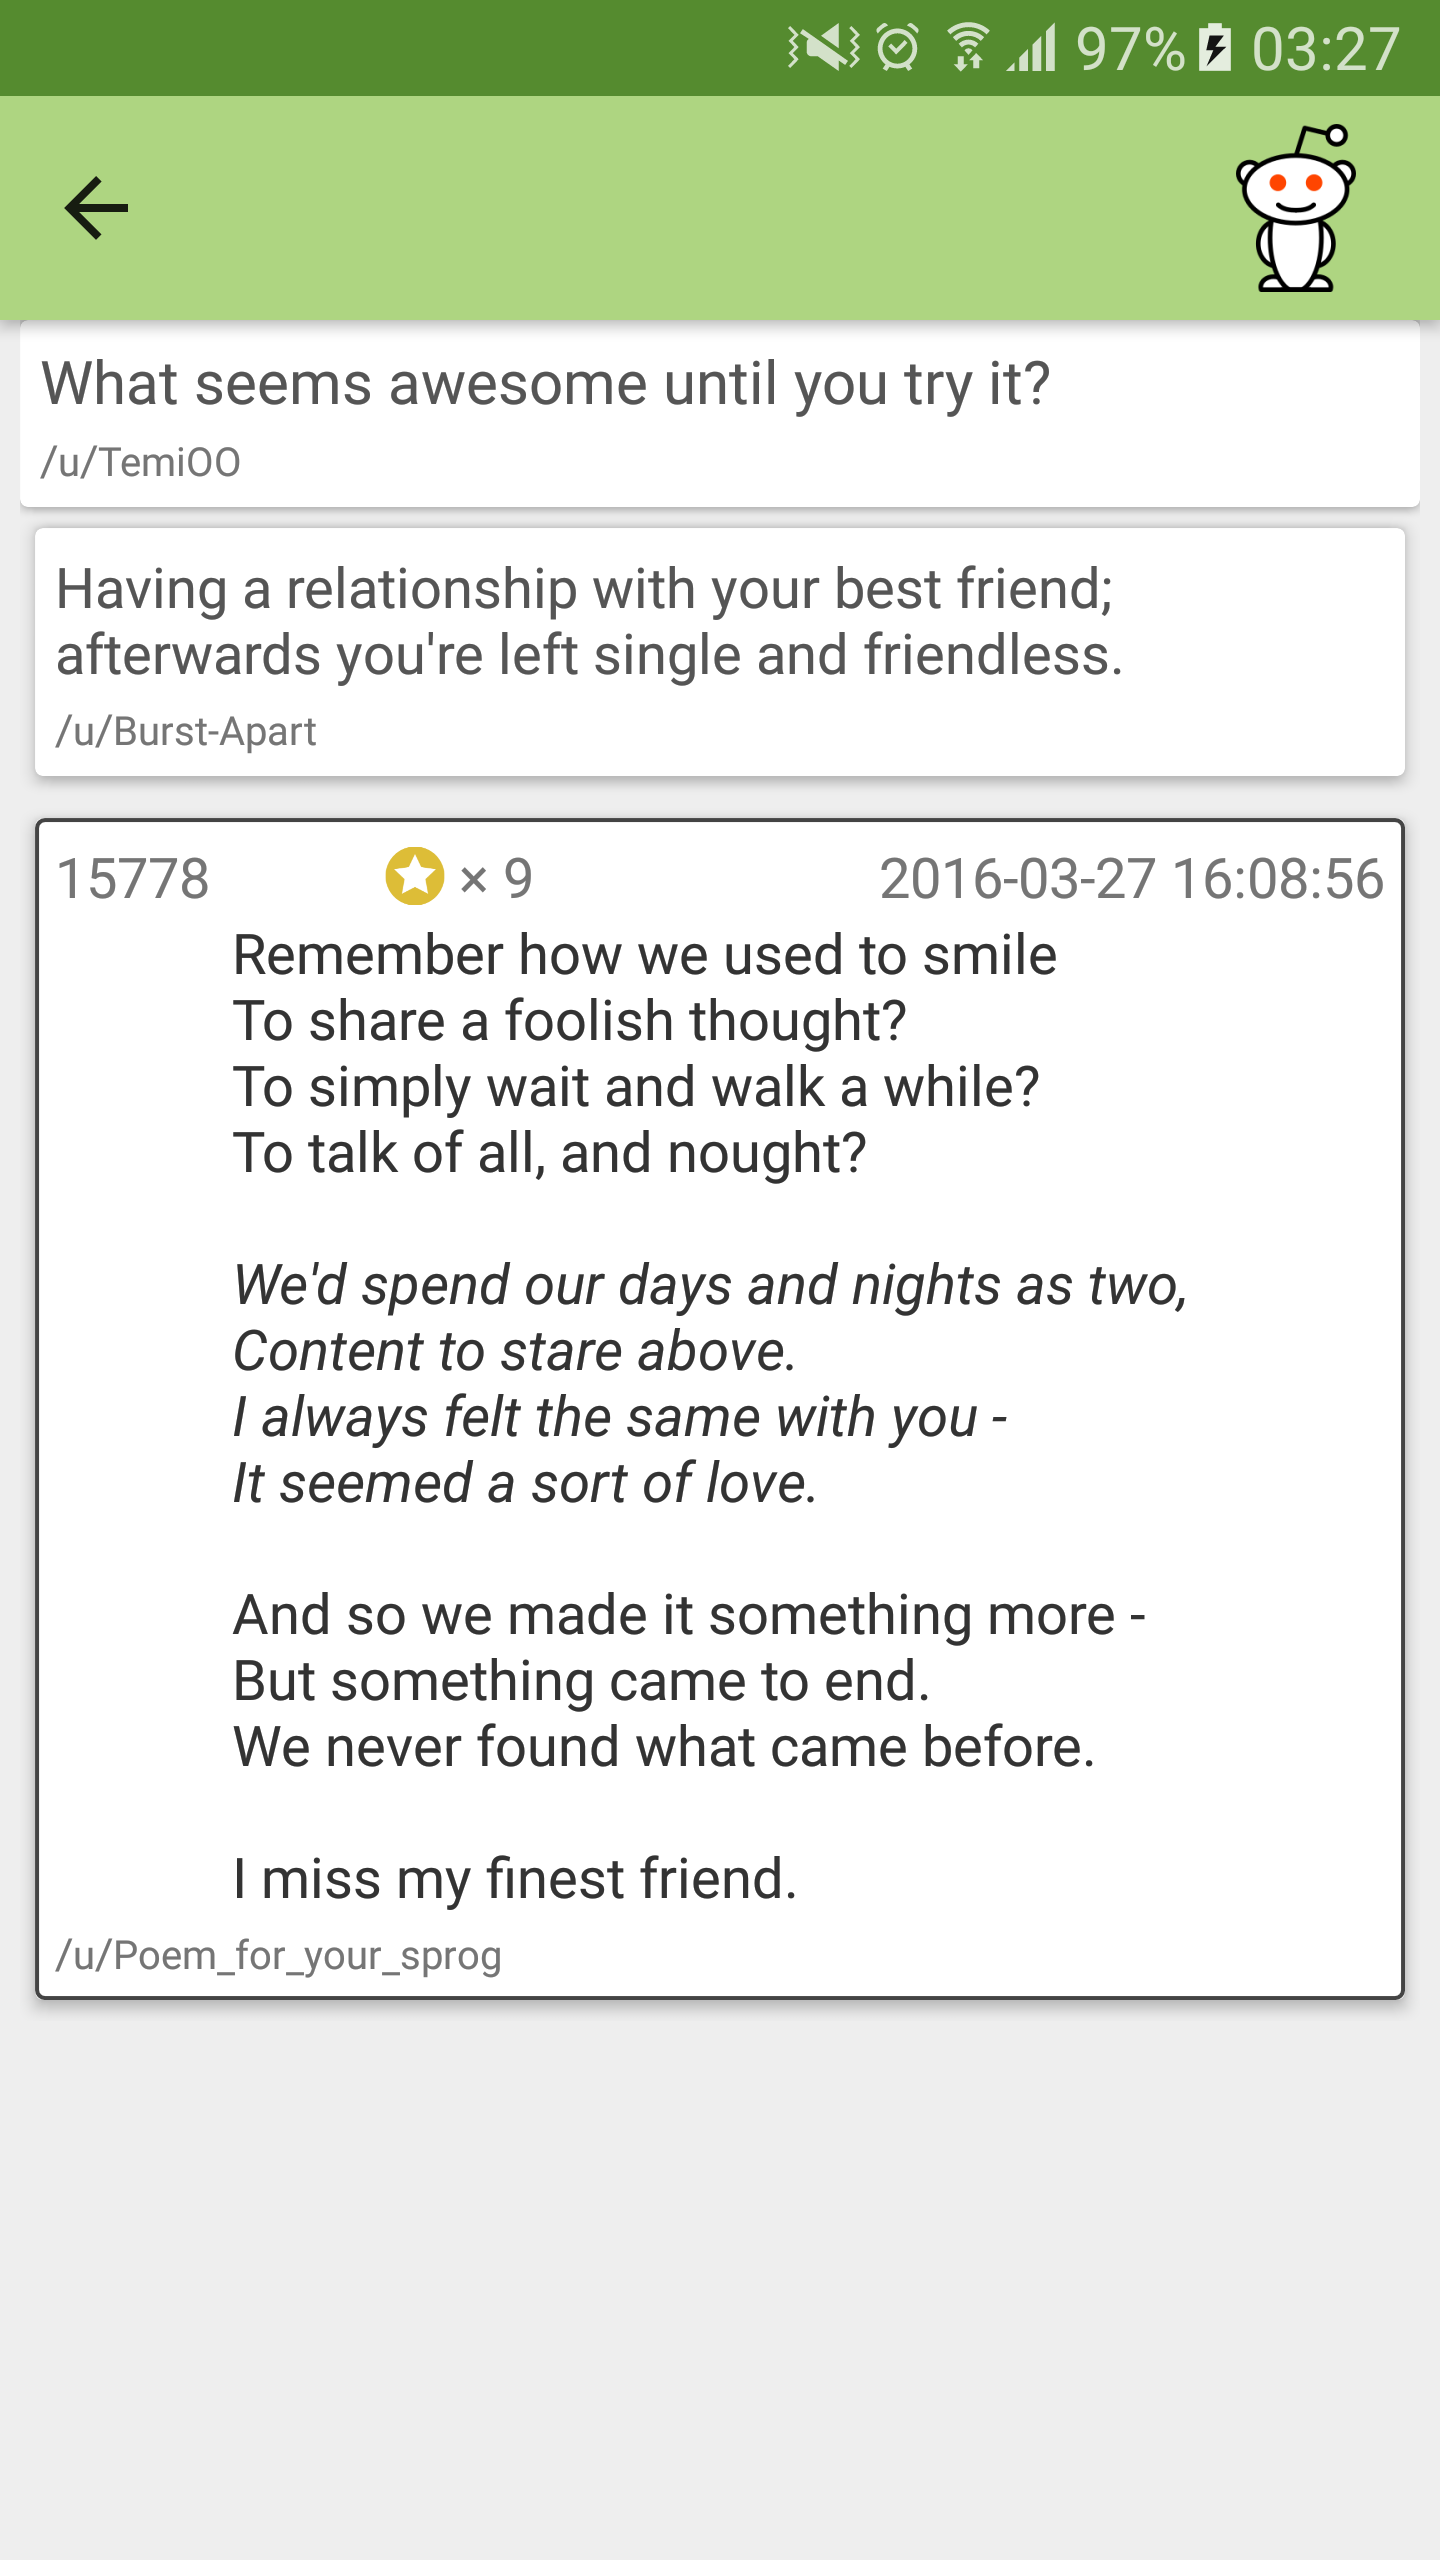 97% 03:27
What seems awesome until you try it?
/u/TemiOO
Having a relationship with your best friend;
afterwards you're left single and friendless.
/u/Burst-Apart
15778 × 9 2016-03-27 16:08:56
Remember how we used to smile
To share a foolish thought?
To simply wait and walk a while?
To talk of all, and nought?
We'd spend our days and nights as two,
Content to stare above.
I always felt the same with you -
It seemed a sort of love.
And so we made it something more -
But something came to end.
We never found what came before.
I miss my finest friend.
/u/Poem_for_your_sprog